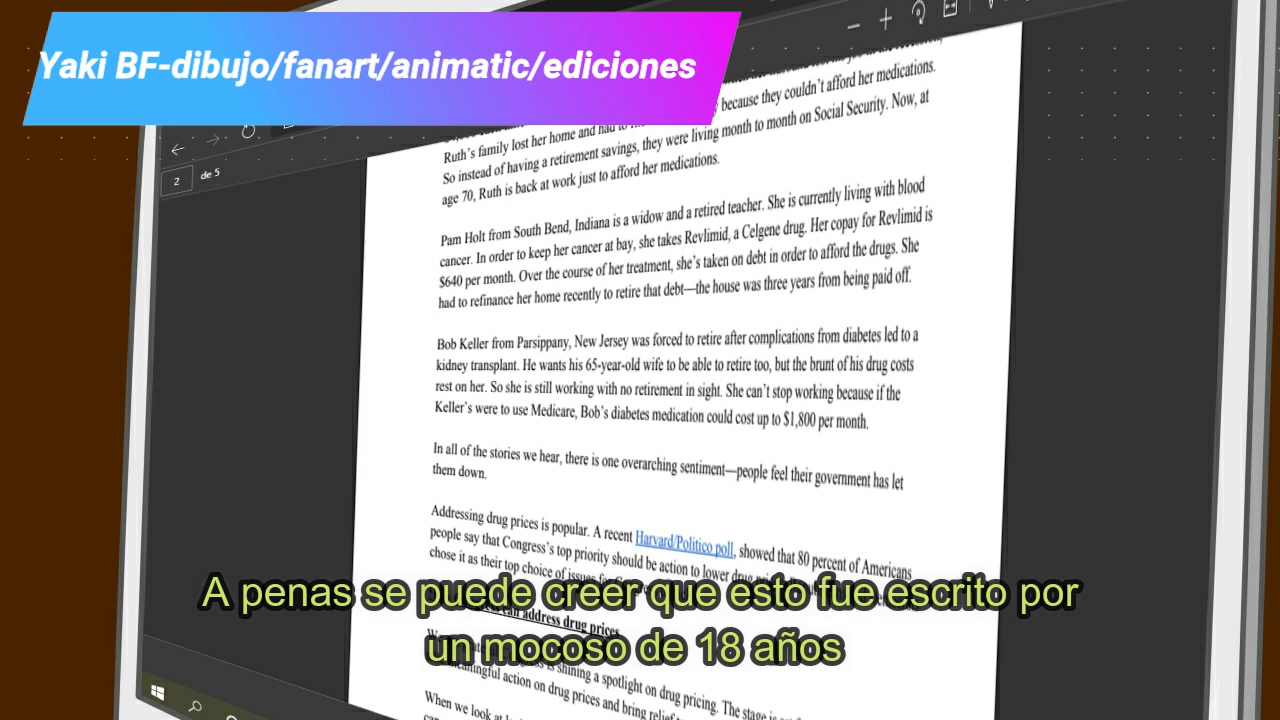 Yaki BF-dibujo/fanart/animatic/ediciones
2 de 5
because they couldn't afford her medications.
Ruth's family lost her home and had to
So instead of having a retirement savings, they were living month to month on Social Security. Now, at
age 70, Ruth is back at work just to afford her medications.
Pam Holt from South Bend, Indiana is a widow and a retired teacher. She is currently living with blood
cancer. In order to keep her cancer at bay, she takes Revlimid, a Celgene drug. Her copay for Revlimid is
$640 per month. Over the course of her treatment, she's taken on debt in order to afford the drugs. She
had to refinance her home recently to retire that debt—the house was three years from being paid off.
Bob Keller from Parsippany, New Jersey was forced to retire after complications from diabetes led to a
kidney transplant. He wants his 65-year-old wife to be able to retire too, but the brunt of his drug costs
rest on her. So she is still working with no retirement in sight. She can't stop working because if the
Keller's were to use Medicare, Bob's diabetes medication could cost up to $1,800 per month.
In all of the stories we hear, there is one overarching sentiment—people feel their government has let
them down.
Addressing drug prices is popular. A recent Harvard/Politico poll, showed that 80 percent of Americans
people say that Congress's top priority should be action to lower drug
chose it as their top choice of issues for
A penas se puede creer que esto fue escrito por
can address drug prices
un mocoso de 18 años
is shining a spotlight on drug pricing. The stage is
meaningful action on drug prices and bring relief
When we look at